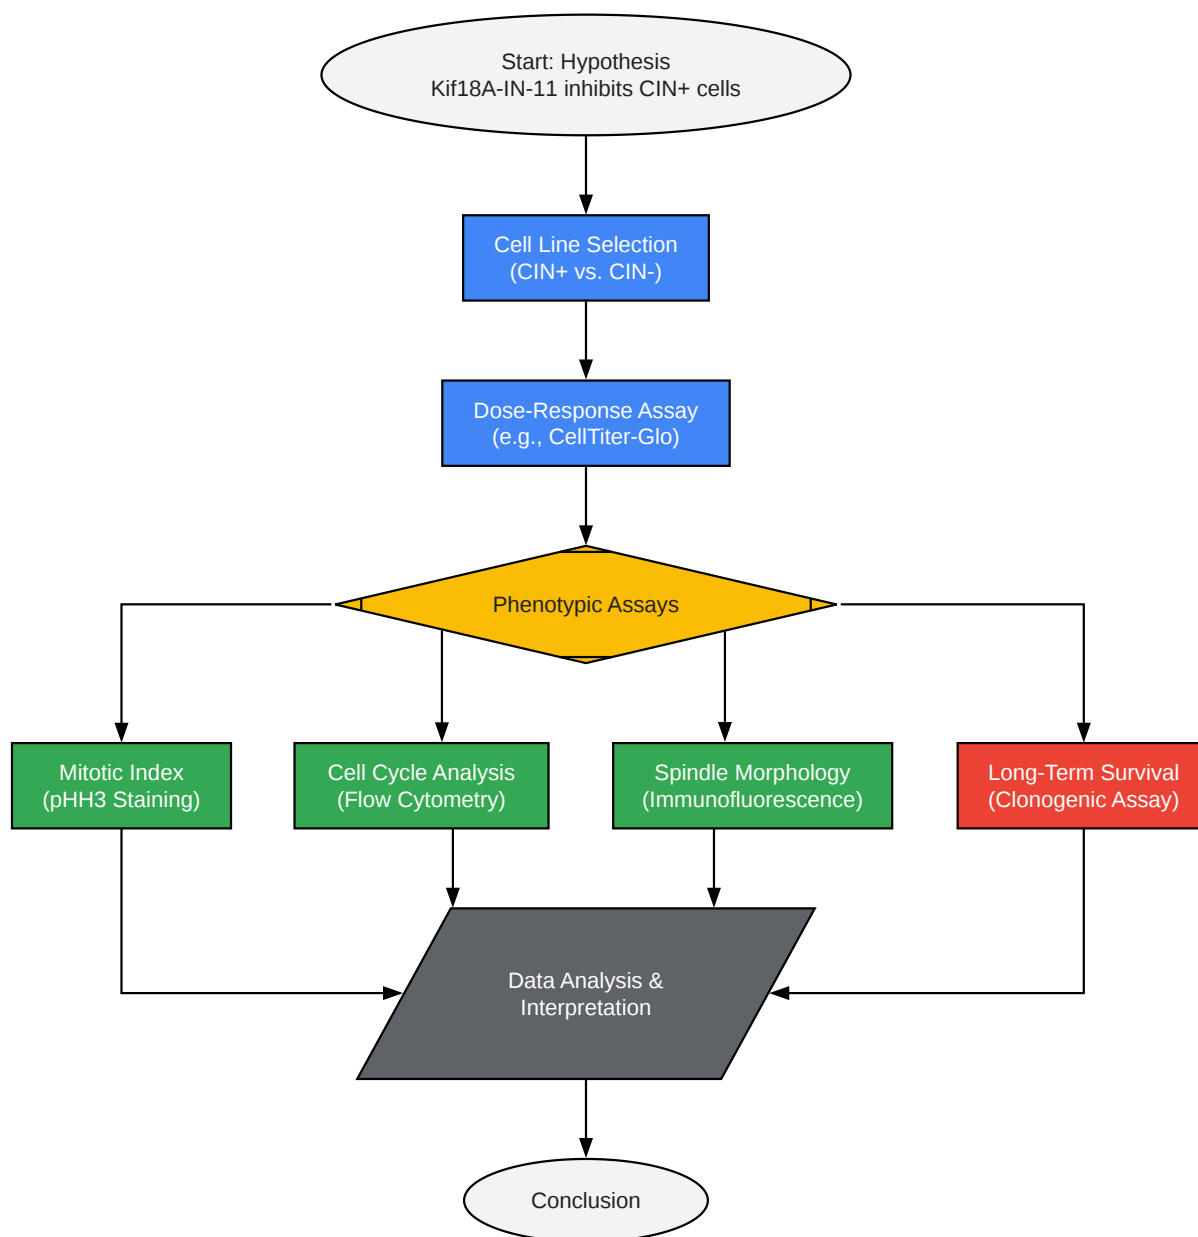 Start: Hypothesis
Kif18A-IN-11 inhibits CIN+ cells
Cell Line Selection
(CIN+ vs. CIN-)
Dose-Response Assay
(e.g., CellTiter-Glo)
Phenotypic Assays
Mitotic Index
(pHH3 Staining)
Cell Cycle Analysis
(Flow Cytometry)
Spindle Morphology
(Immunofluorescence)
Long-Term Survival
(Clonogenic Assay)
Data Analysis &
Interpretation
Conclusion